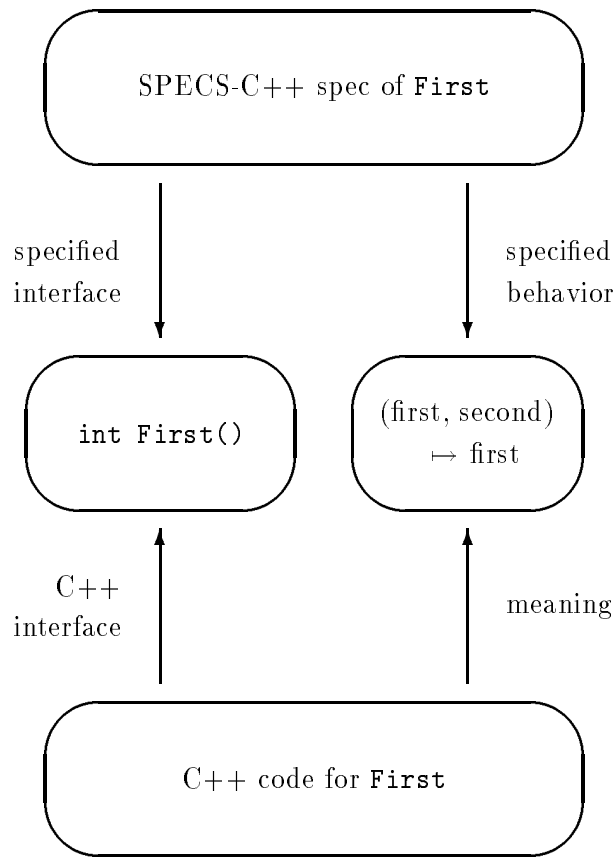 SPECS-C++ spec of First
specified
interface
specified
behavior
int First()
(first, second)
↦ first
C++
interface
meaning
C++ code for First